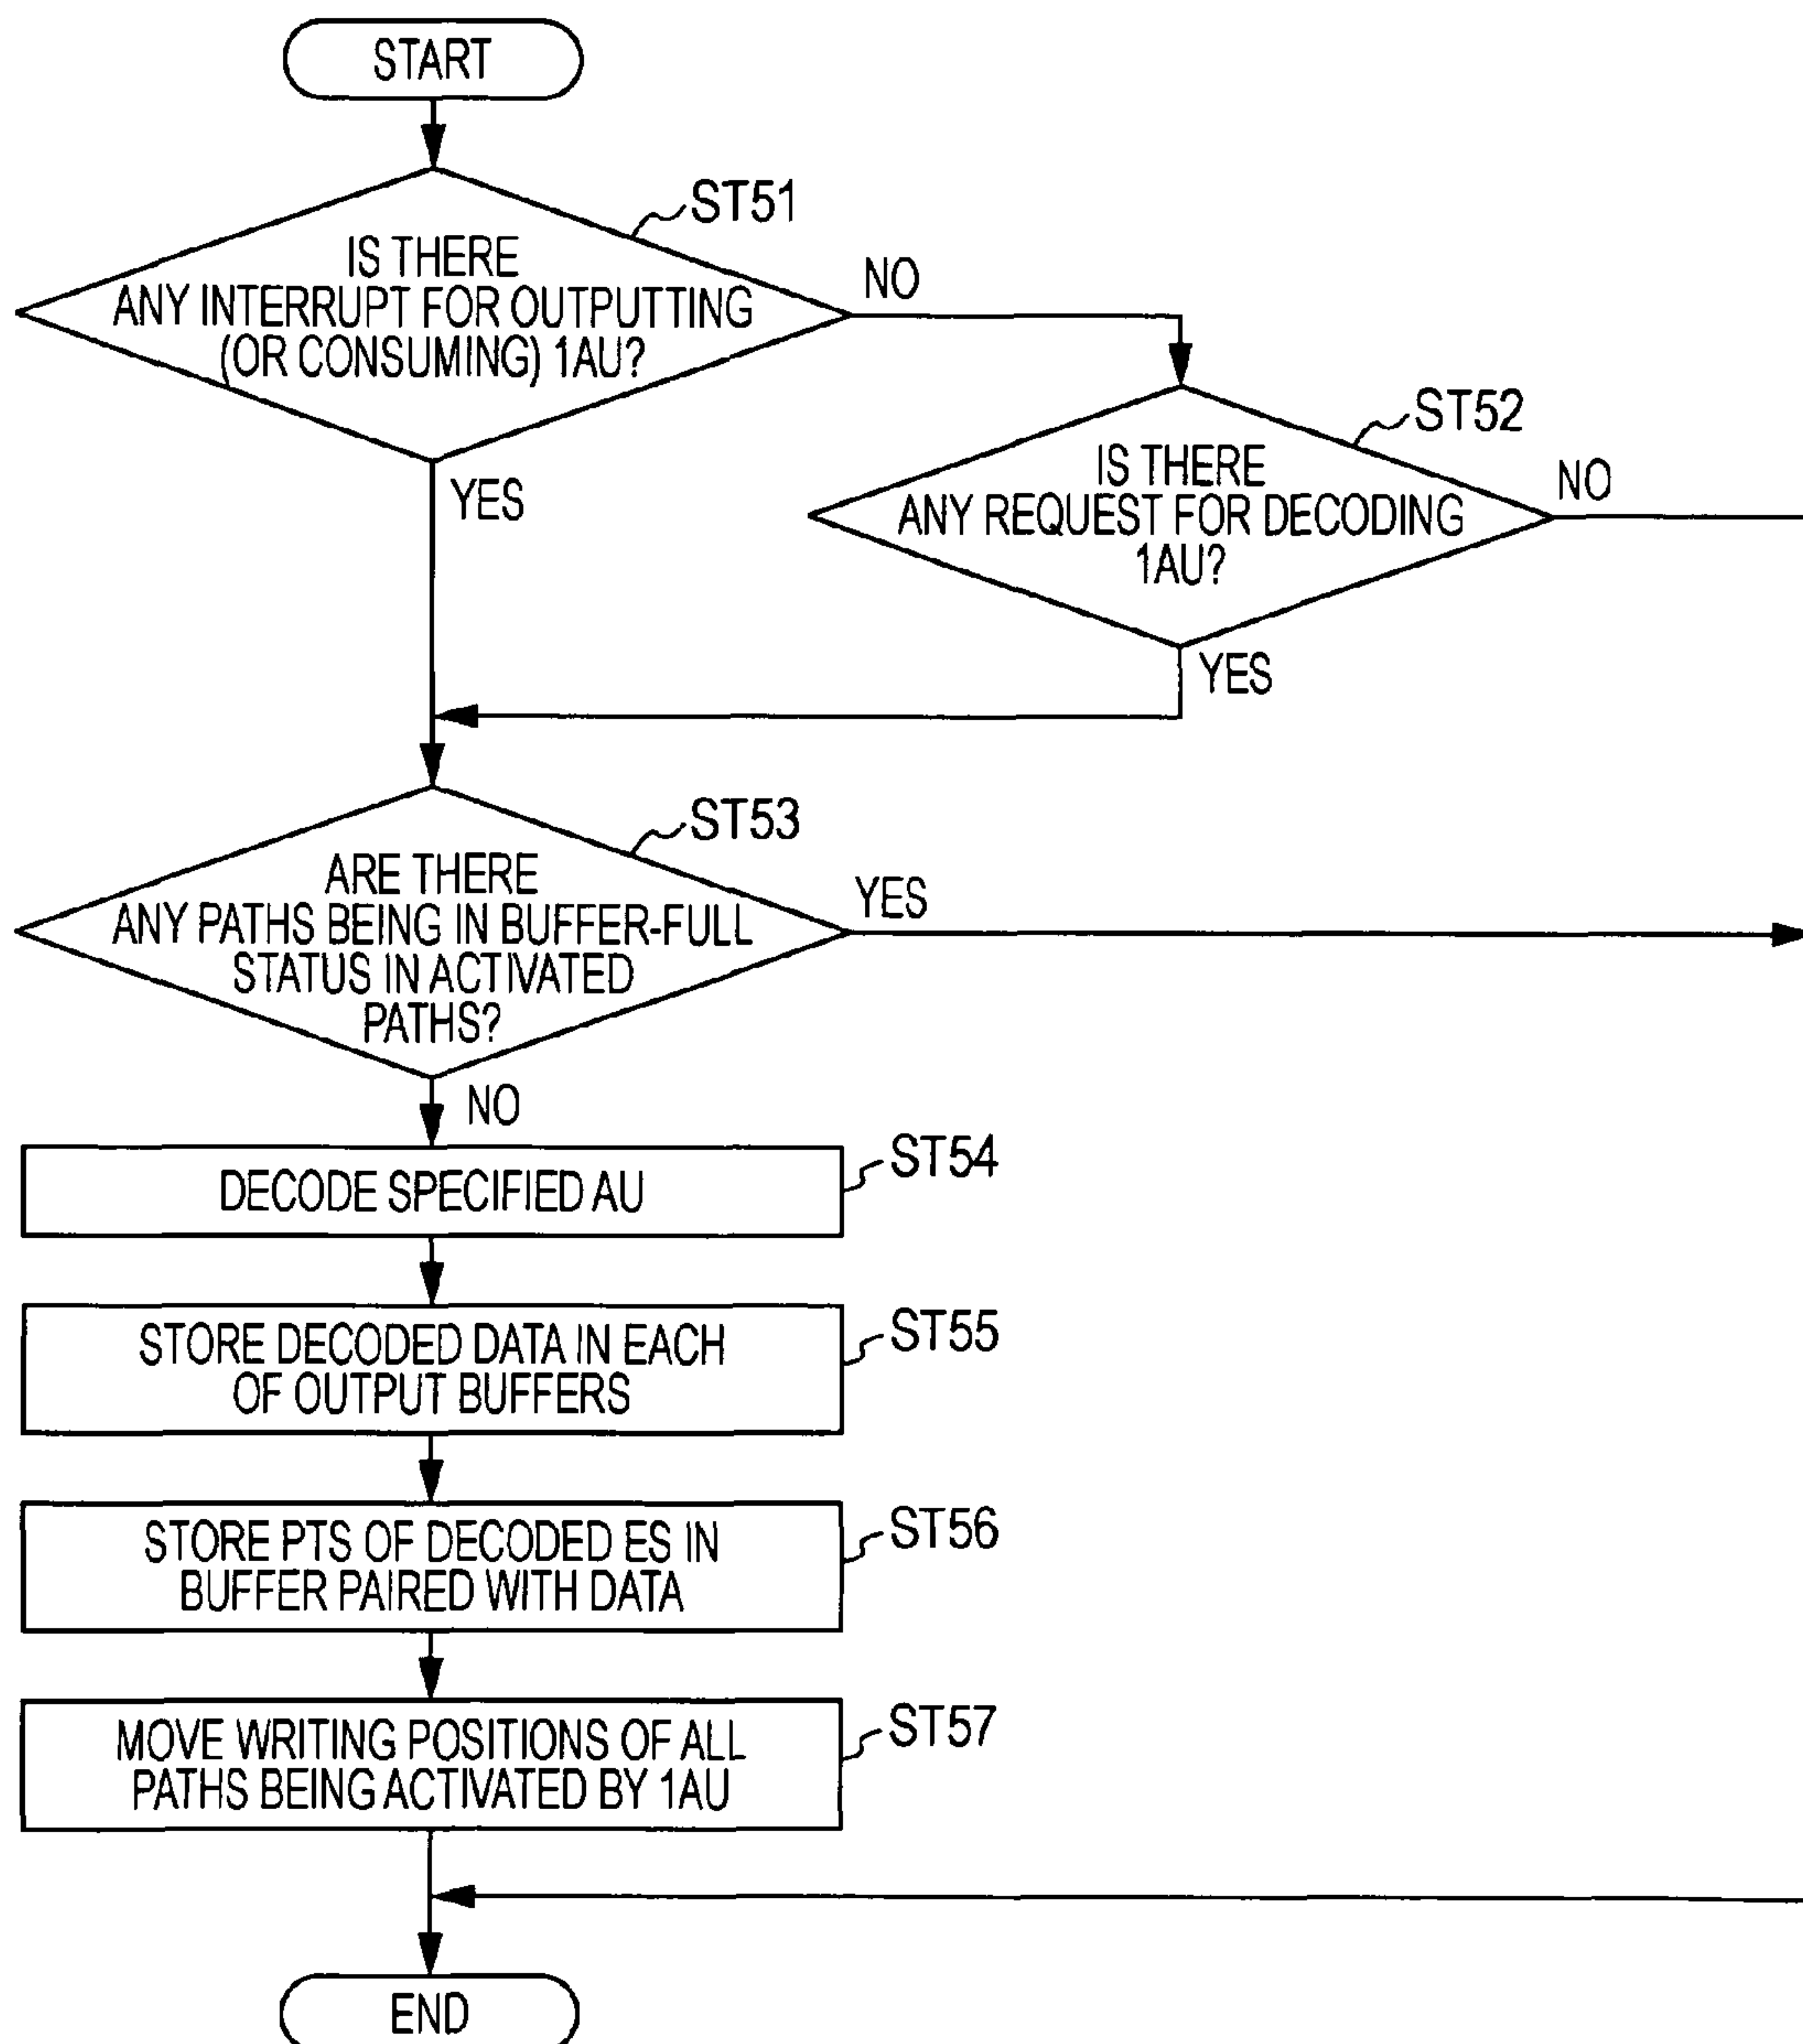 START
ST51
IS THERE
ANY INTERRUPT FOR OUTPUTTING
(OR CONSUMING) 1AU?
NO
YES
ST52
IS THERE
ANY REQUEST FOR DECODING
1AU?
NO
YES
ST53
ARE THERE
ANY PATHS BEING IN BUFFER-FULL
STATUS IN ACTIVATED
PATHS?
YES
NO
DECODE SPECIFIED AU
ST54
STORE DECODED DATA IN EACH
OF OUTPUT BUFFERS
ST55
STORE PTS OF DECODED ES IN
BUFFER PAIRED WITH DATA
ST56
MOVE WRITING POSITIONS OF ALL
PATHS BEING ACTIVATED BY 1AU
ST57
END